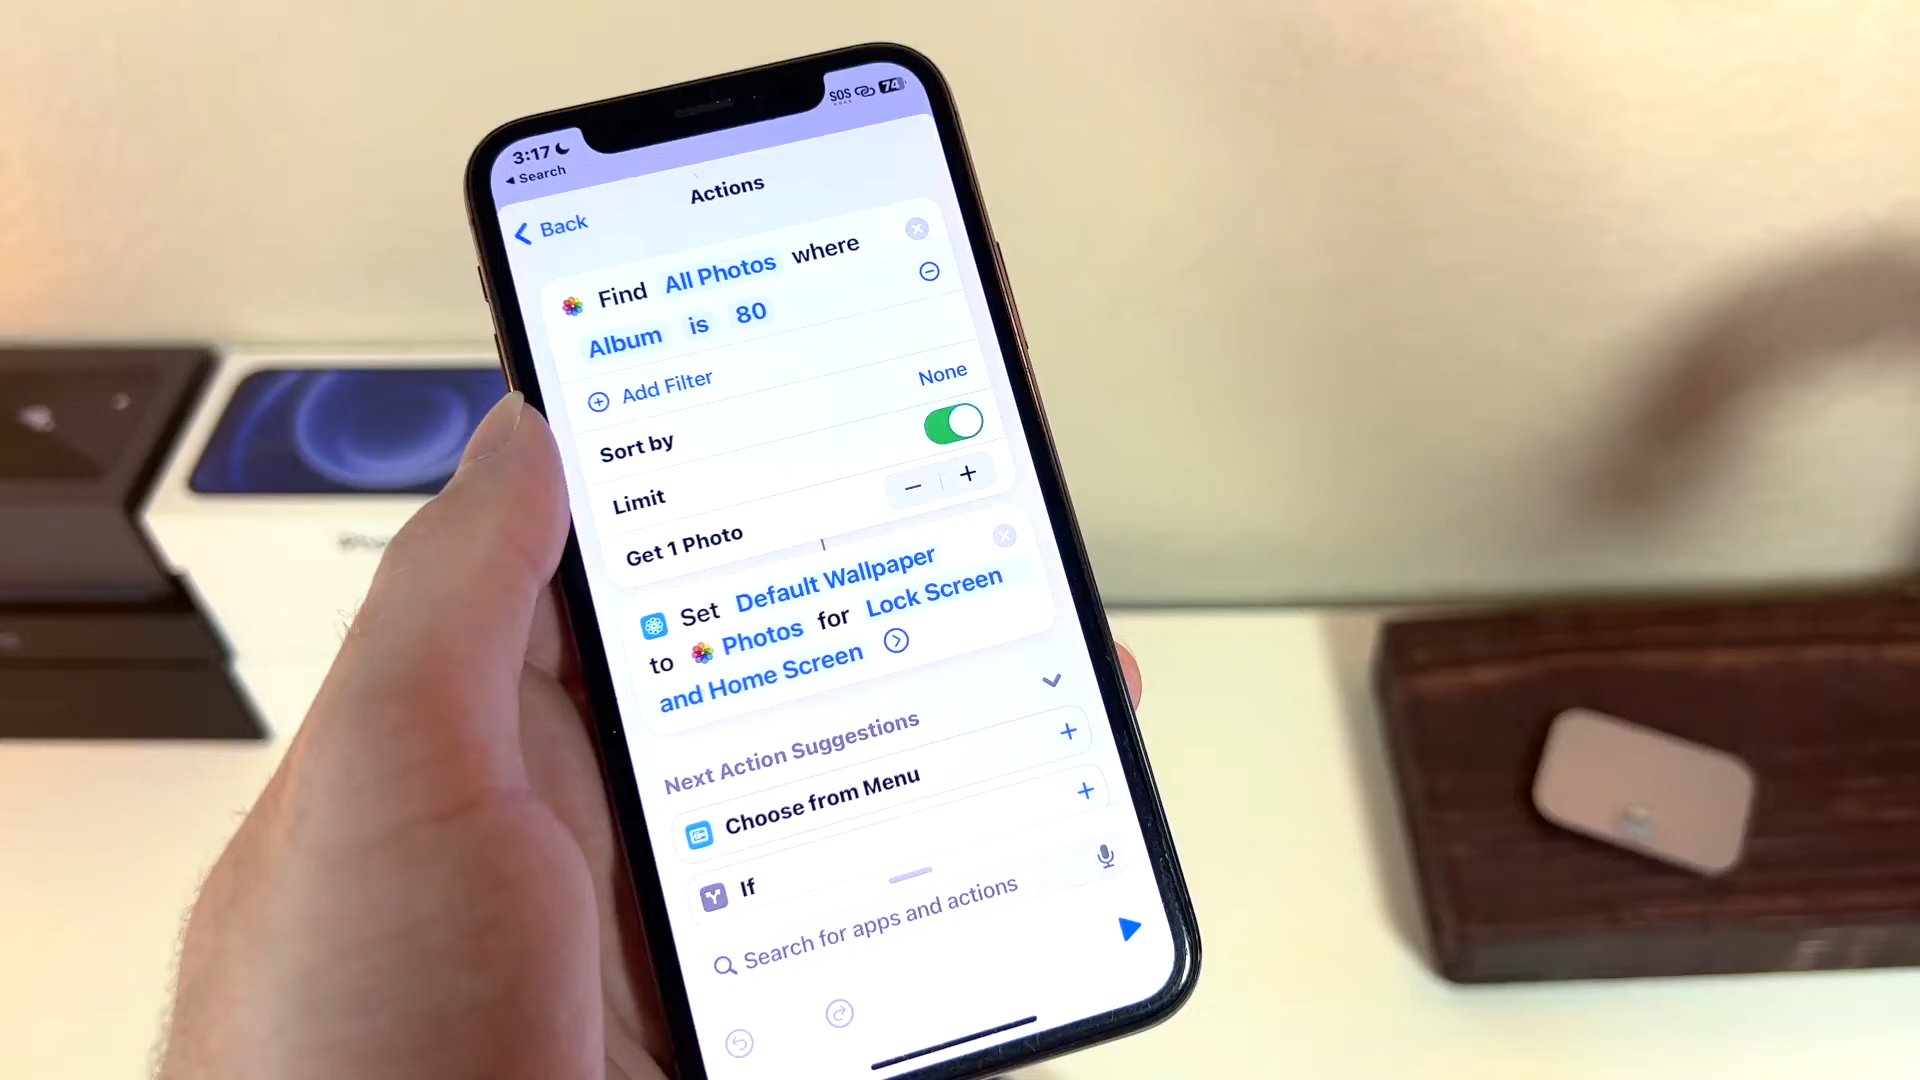 3:17
SOS 74
Search
Actions
Back
Find All Photos where
Album is 80
Add Filter
Sort by None
Limit
Get 1 Photo
Set Default Wallpaper
to Photos for Lock Screen
and Home Screen
Next Action Suggestions
Choose from Menu
If
Search for apps and actions